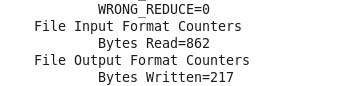 WRONG_REDUCE=0
File Input Format Counters
Bytes Read=862
File Output Format Counters
Bytes Written=217